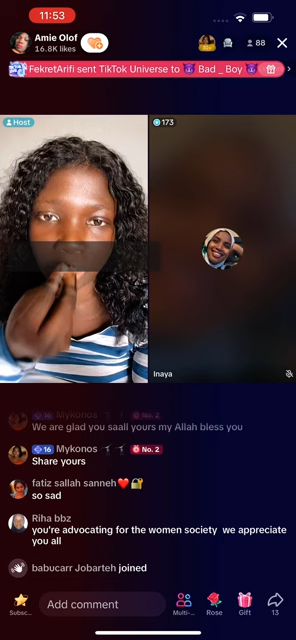 11:53
Amie Olof
16.8K likes
88
FekretArifi sent TikTok Universe to 😈 Bad _ Boy 😈
Host
173
Inaya
16 Mykonos No. 2
We are glad you saall yours my Allah bless you
16 Mykonos No. 2
Share yours
fatiz sallah sanneh❤️🔐
so sad
Riha bbz
you're advocating for the women society we appreciate
you all
babucarr Jobarteh joined
Subsc...
Add comment
Multi-...
Rose
Gift
13